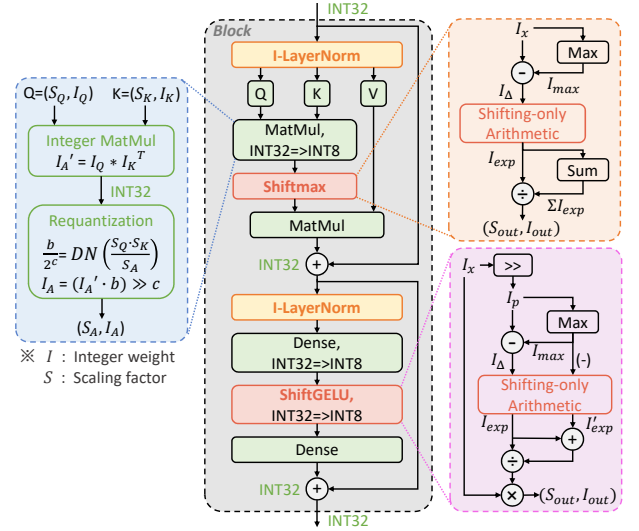 INT32
Block
I-LayerNorm
Q
K
V
MatMul,
INT32=>INT8
Shiftmax
MatMul
INT32
+
I-LayerNorm
Dense,
INT32=>INT8
ShiftGELU,
INT32=>INT8
Dense
INT32
+
INT32
Q=(S_Q, I_Q) K=(S_K, I_K)
Integer MatMul
I_A′ = I_Q * I_K^T
INT32
Requantization
b/2^c = DN (S_Q·S_K / S_A)
I_A = (I_A′ · b) ≫ c
(S_A, I_A)
※ I : Integer weight
S : Scaling factor
I_x
Max
−
I_max
I_Δ
Shifting-only
Arithmetic
I_exp
Sum
÷
ΣI_exp
(S_out, I_out)
I_x
>>
I_p
Max
−
I_max
(-)
I_Δ
Shifting-only
Arithmetic
I_exp
I′_exp
+
÷
×
(S_out, I_out)